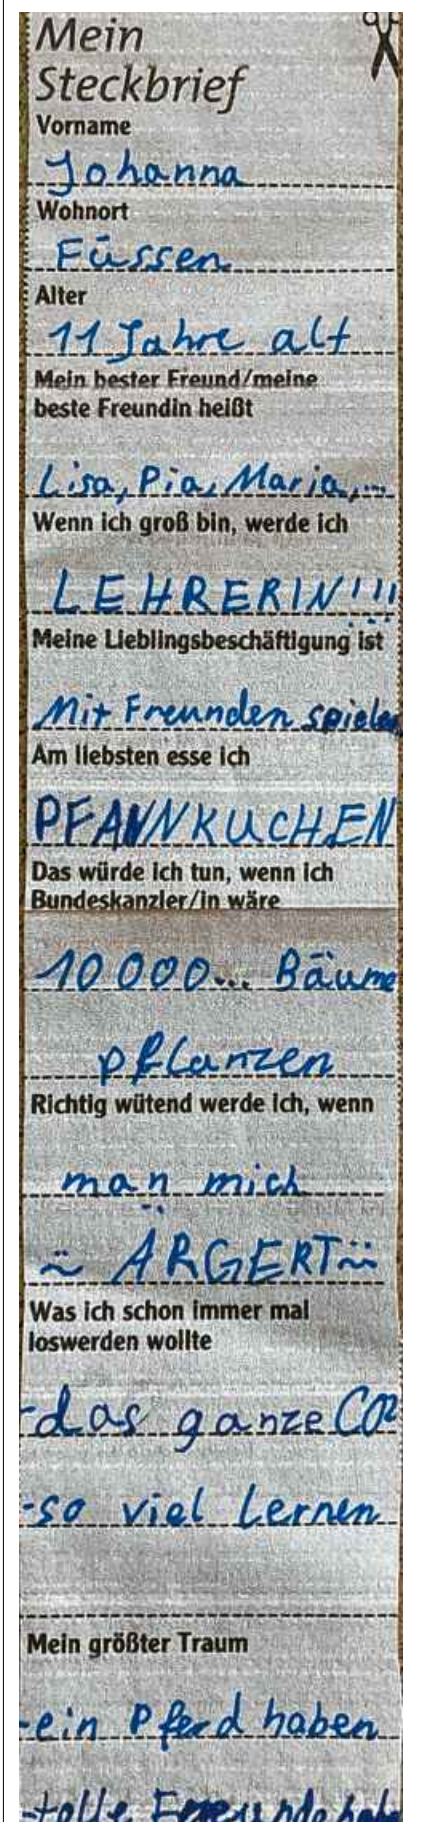 Mein
Steckbrief
Vorname
Johanna
Wohnort
Füssen
Alter
11 Jahre alt
Mein bester Freund/meine
beste Freundin heißt
Lisa, Pia, Maria,...
Wenn ich groß bin, werde ich
LEHRERIN!!!
Meine Lieblingsbeschäftigung ist
Mit Freunden spielen
Am liebsten esse ich
PFANNKUCHEN
Das würde ich tun, wenn ich
Bundeskanzler/in wäre
10 000... Bäume
pflanzen
Richtig wütend werde ich, wenn
man mich
ÄRGERT
Was ich schon immer mal
loswerden wollte
-das ganze CO2
-so viel Lernen
Mein größter Traum
-ein Pferd haben
-tolle Freunde haben